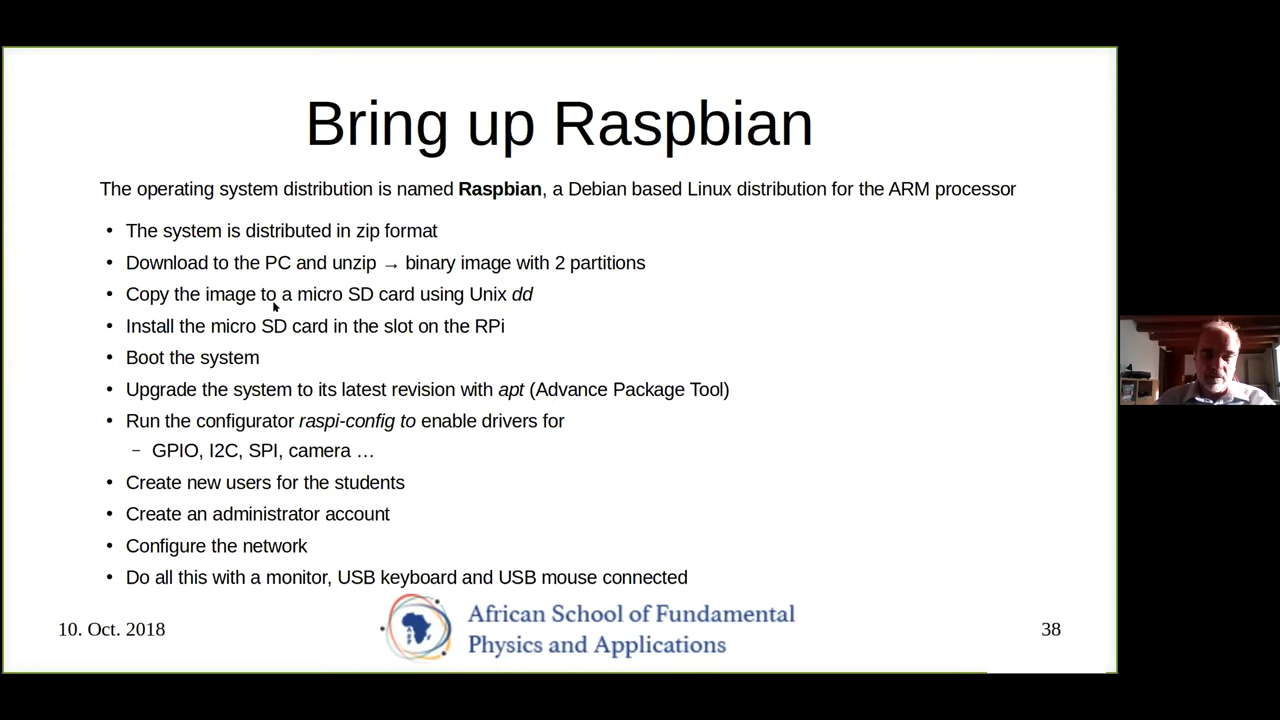 Bring up Raspbian
The operating system distribution is named Raspbian, a Debian based Linux distribution for the ARM processor
• The system is distributed in zip format
• Download to the PC and unzip → binary image with 2 partitions
• Copy the image to a micro SD card using Unix dd
• Install the micro SD card in the slot on the RPi
• Boot the system
• Upgrade the system to its latest revision with apt (Advance Package Tool)
• Run the configurator raspi-config to enable drivers for
– GPIO, I2C, SPI, camera …
• Create new users for the students
• Create an administrator account
• Configure the network
• Do all this with a monitor, USB keyboard and USB mouse connected
10. Oct. 2018
African School of Fundamental
Physics and Applications
38